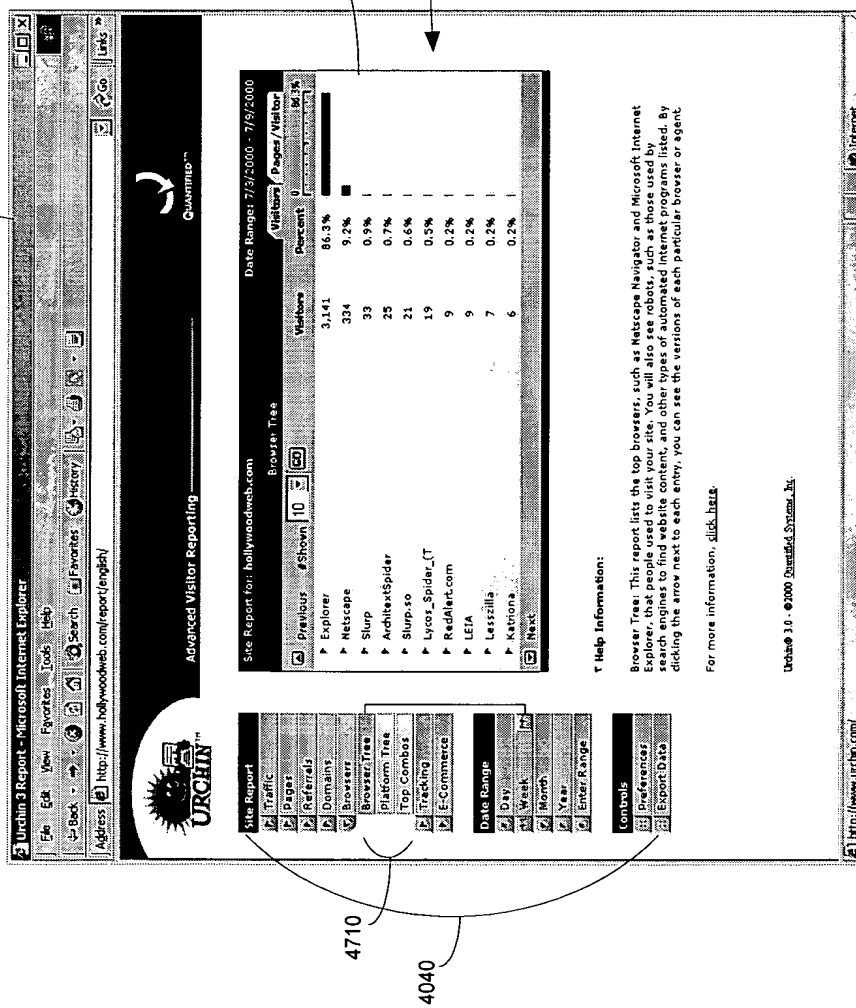 Urchin 3 Report - Microsoft Internet Explorer
File Edit View Favorites Tools Help
Back Search Favorites History
Address http://www.hollywoodweb.com/report/english/ Go Links »
URCHIN™
Advanced Visitor Reporting
QUANTIFIED™
Site Report
Traffic
Pages
Referrals
Domains
Browsers
Browser Tree
Platform Tree
Top Combos
Tracking
E-Commerce
Date Range
Day
Week
Month
Year
Enter Range
Controls
Preferences
Export Data
Site Report for: hollywoodweb.com Date Range: 7/3/2000 - 7/9/2000
Browser Tree Visitors Pages/Visitor
Previous #Shown 10 GO Visitors Percent 0 86.3%
Explorer 3,141 86.3%
Netscape 334 9.2%
Slurp 33 0.9%
ArchitextSpider 25 0.7%
Slurp.so 21 0.6%
Lycos_Spider_(T 19 0.5%
RedAlert.com 9 0.2%
LEIA 9 0.2%
Lesszilla 7 0.2%
Katriona 6 0.2%
Next
Help Information:
Browser Tree: This report lists the top browsers, such as Netscape Navigator and Microsoft Internet
Explorer, that people used to visit your site. You will also see robots, such as those used by
search engines to find website content, and other types of automated Internet programs listed. By
clicking the arrow next to each entry, you can see the versions of each particular browser or agent.
For more information, click here.
Urchin® 3.0 - ©2000 Quantified Systems, Inc.
http://www.urchin.com/ Internet
4710
4040